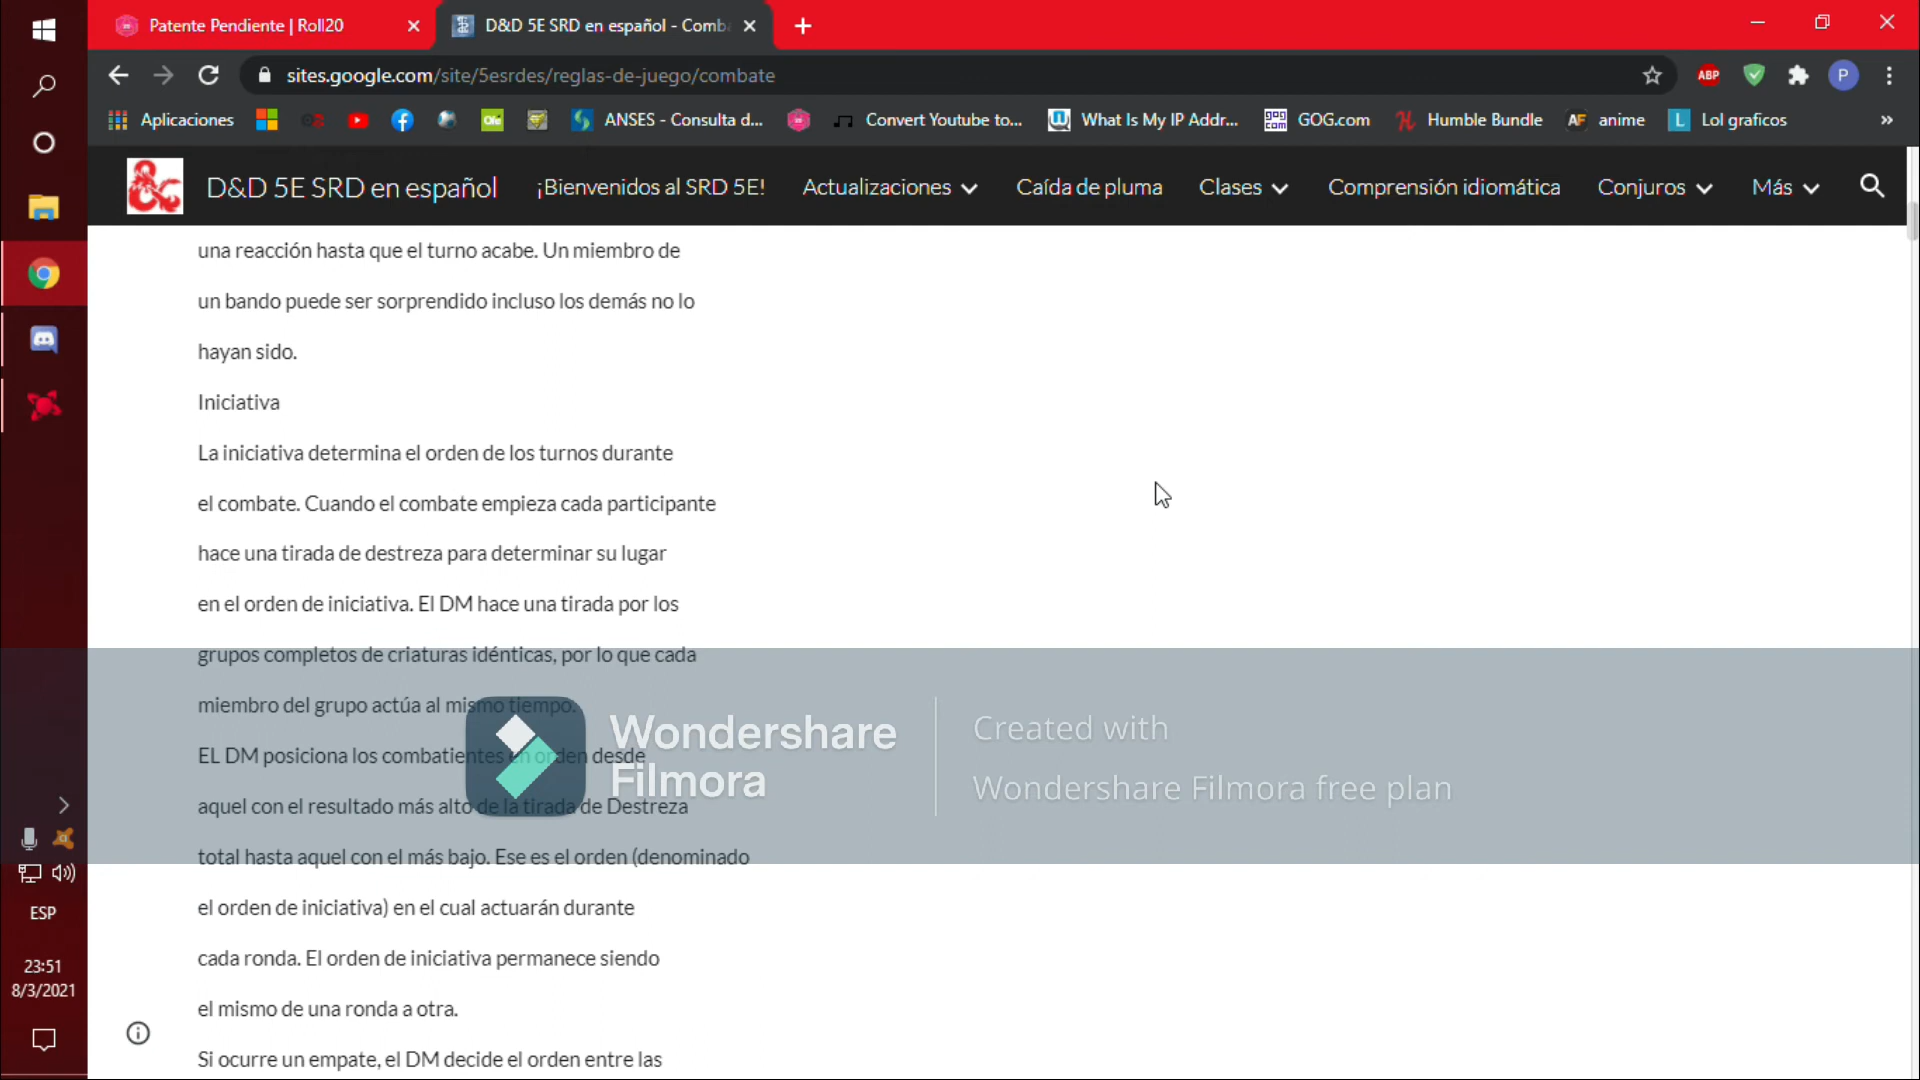 Patente Pendiente | Roll20
D&D 5E SRD en español - Comb
sites.google.com/site/5esrdes/reglas-de-juego/combate
ABP
P
Aplicaciones
Olé
ANSES - Consulta d...
Convert Youtube to...
What Is My IP Addr...
GOG.com
Humble Bundle
AF anime
L Lol graficos
»
D&D 5E SRD en español
¡Bienvenidos al SRD 5E!
Actualizaciones
Caída de pluma
Clases
Comprensión idiomática
Conjuros
Más
una reacción hasta que el turno acabe. Un miembro de
un bando puede ser sorprendido incluso los demás no lo
hayan sido.
Iniciativa
La iniciativa determina el orden de los turnos durante
el combate. Cuando el combate empieza cada participante
hace una tirada de destreza para determinar su lugar
en el orden de iniciativa. El DM hace una tirada por los
grupos completos de criaturas idénticas, por lo que cada
miembro del grupo actúa al mismo tiempo.
EL DM posiciona los combatientes en orden desde
aquel con el resultado más alto de la tirada de Destreza
total hasta aquel con el más bajo. Ese es el orden (denominado
el orden de iniciativa) en el cual actuarán durante
cada ronda. El orden de iniciativa permanece siendo
el mismo de una ronda a otra.
Si ocurre un empate, el DM decide el orden entre las
Wondershare
Filmora
Created with
Wondershare Filmora free plan
ESP
23:51
8/3/2021